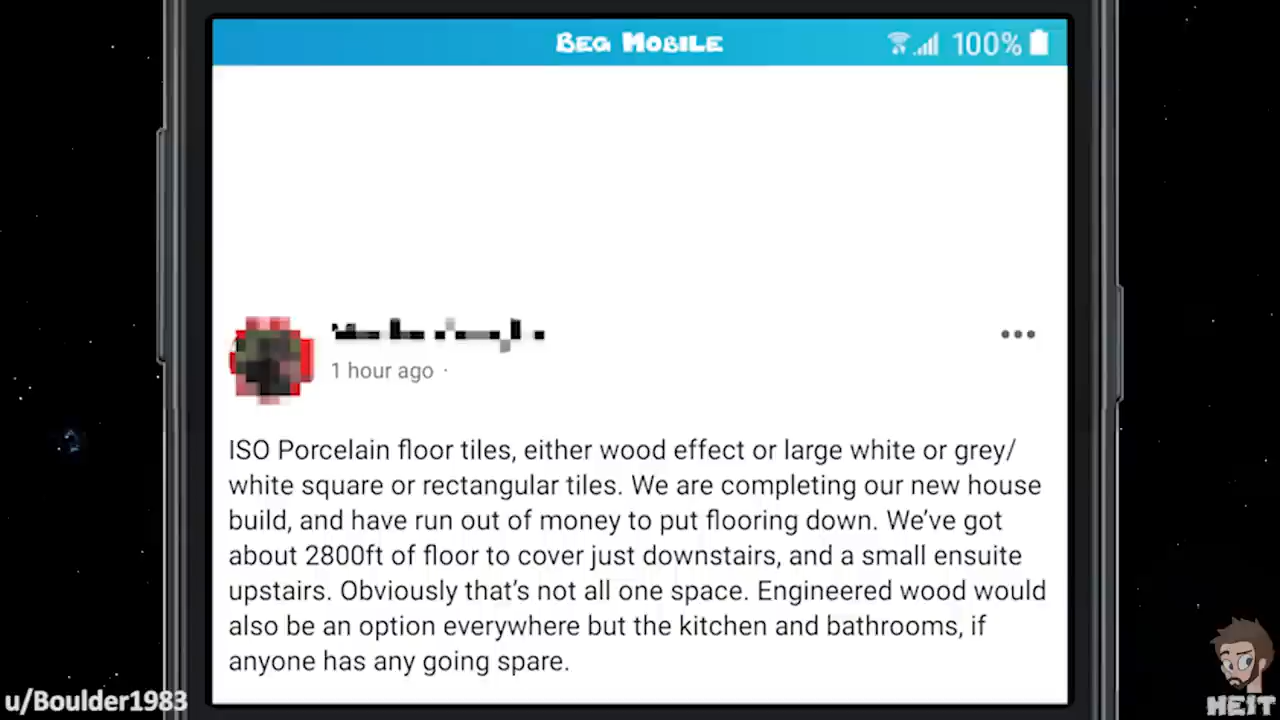 BEG MOBILE
100%
1 hour ago ·
ISO Porcelain floor tiles, either wood effect or large white or grey/
white square or rectangular tiles. We are completing our new house
build, and have run out of money to put flooring down. We've got
about 2800ft of floor to cover just downstairs, and a small ensuite
upstairs. Obviously that's not all one space. Engineered wood would
also be an option everywhere but the kitchen and bathrooms, if
anyone has any going spare.
u/Boulder1983
HEIT